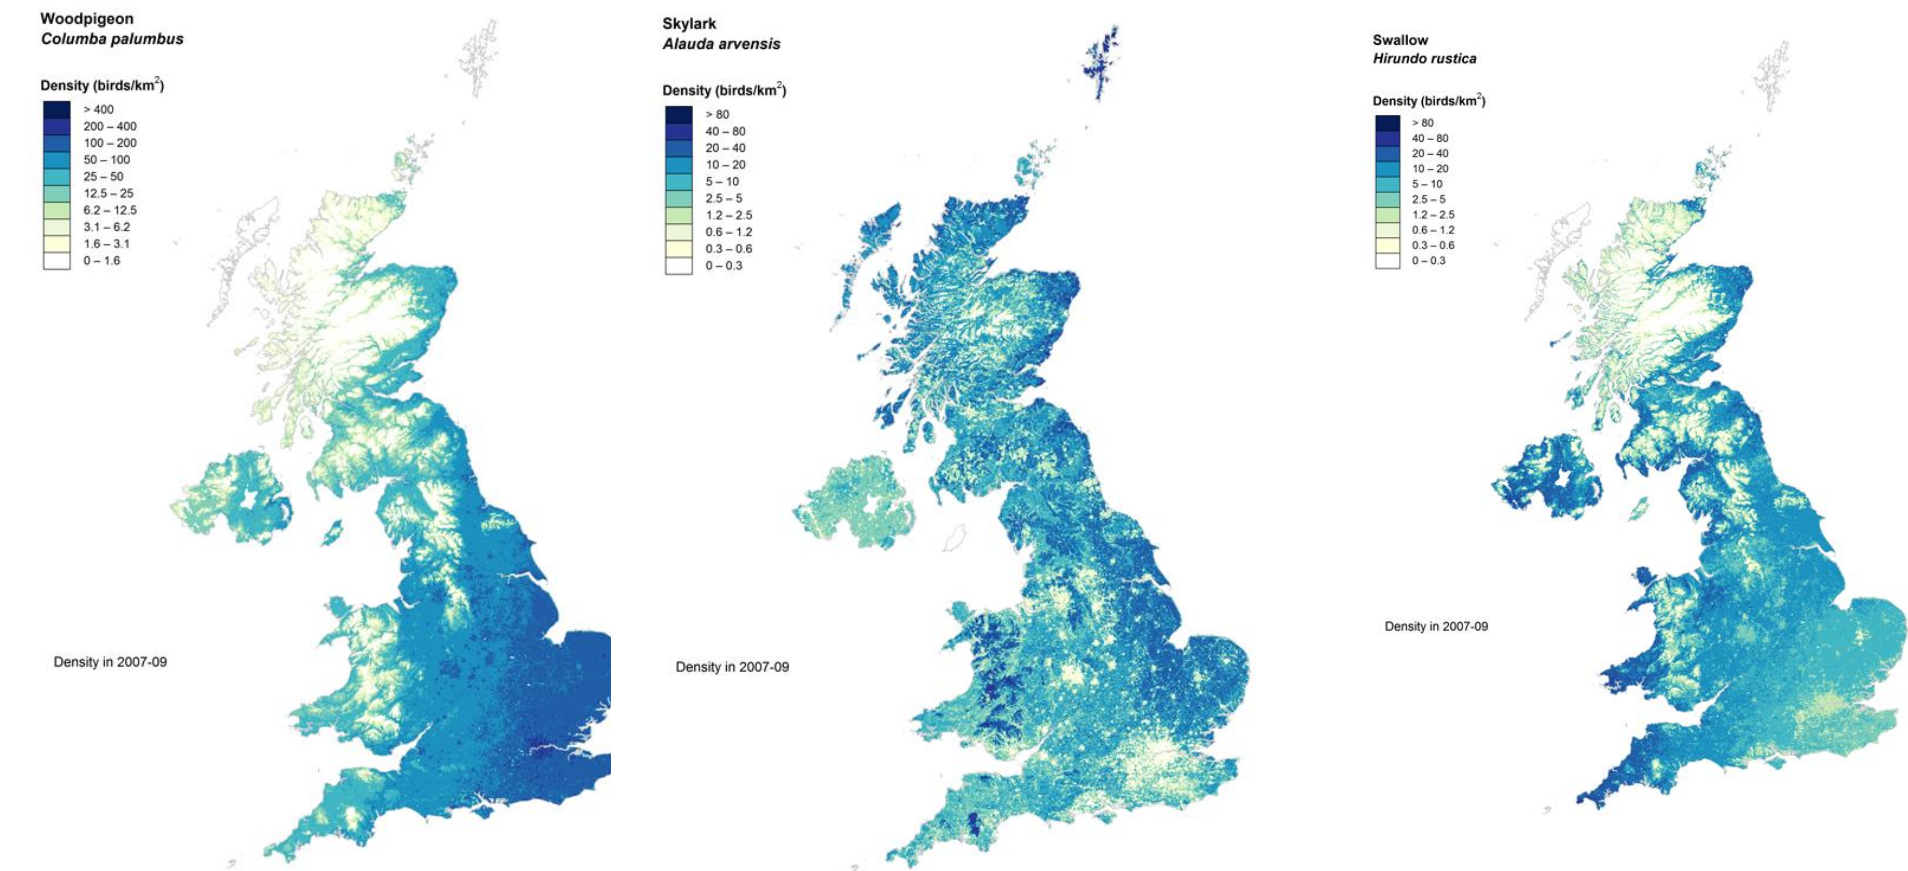 Woodpigeon
Columba palumbus
Density (birds/km²)
> 400
200 – 400
100 – 200
50 – 100
25 – 50
12.5 – 25
6.2 – 12.5
3.1 – 6.2
1.6 – 3.1
0 – 1.6
Density in 2007-09
Skylark
Alauda arvensis
Density (birds/km²)
> 80
40 – 80
20 – 40
10 – 20
5 – 10
2.5 – 5
1.2 – 2.5
0.6 – 1.2
0.3 – 0.6
0 – 0.3
Density in 2007-09
Swallow
Hirundo rustica
Density (birds/km²)
> 80
40 – 80
20 – 40
10 – 20
5 – 10
2.5 – 5
1.2 – 2.5
0.6 – 1.2
0.3 – 0.6
0 – 0.3
Density in 2007-09